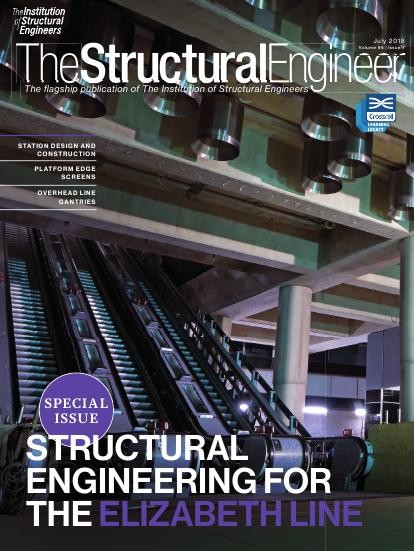 The Institution
of Structural
Engineers
July 2018
Volume 96 | Issue 7
TheStructuralEngineer
The flagship publication of The Institution of Structural Engineers
Crossrail
LEARNING
LEGACY
STATION DESIGN AND
CONSTRUCTION
PLATFORM EDGE
SCREENS
OVERHEAD LINE
GANTRIES
SPECIAL
ISSUE
STRUCTURAL
ENGINEERING FOR
THE ELIZABETH LINE